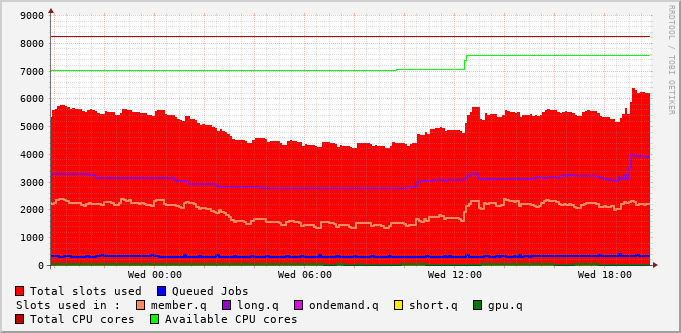 9000
8000
7000
6000
5000
4000
3000
2000
1000
0
Wed 00:00 Wed 06:00 Wed 12:00 Wed 18:00
RRDTOOL / TOBI OETIKER
Total slots used Queued Jobs
Slots used in : member.q long.q ondemand.q short.q gpu.q
Total CPU cores Available CPU cores